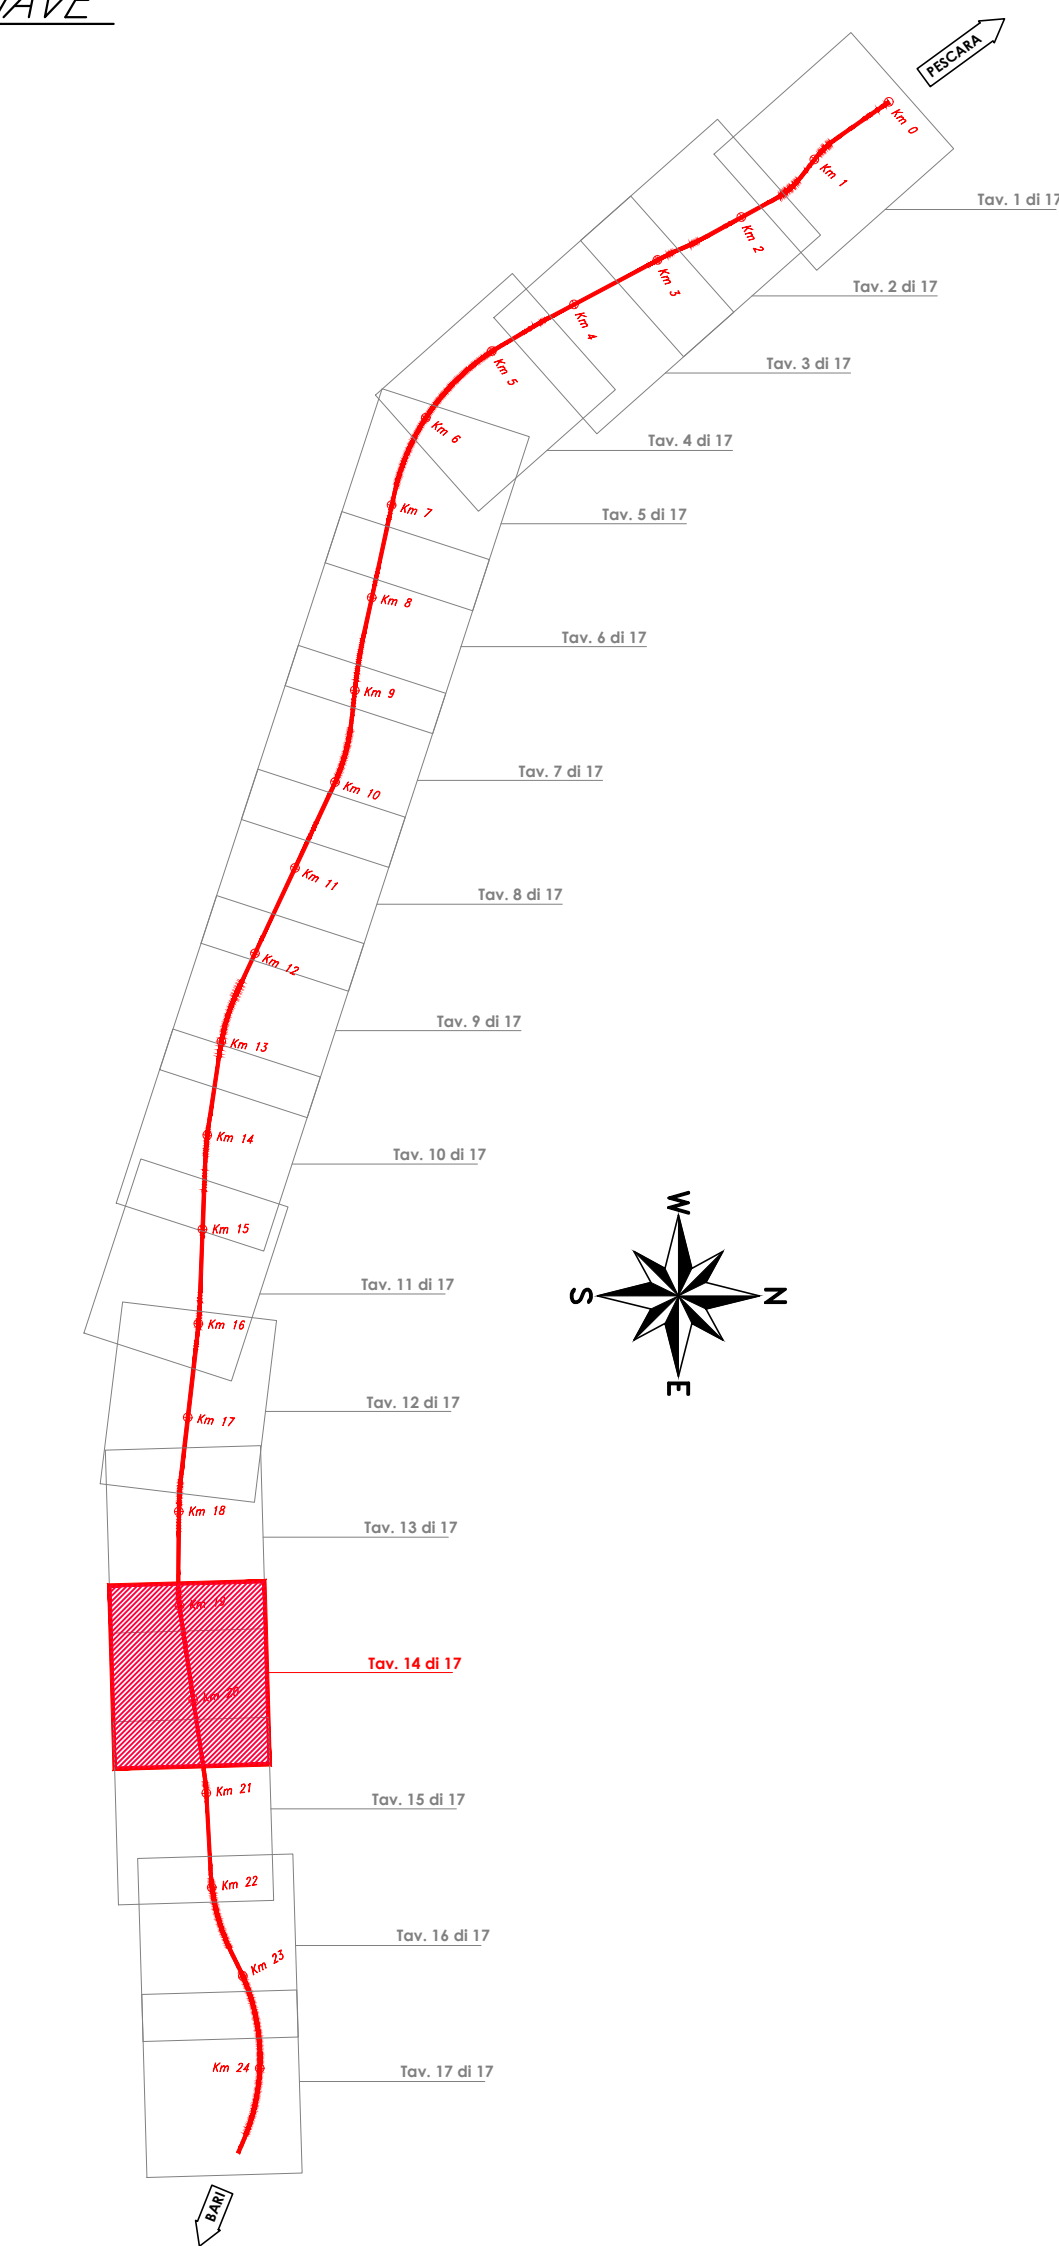 PESCARA
Km 0
Km 1
Tav. 1 di 17
Km 2
Km 3
Tav. 2 di 17
Km 4
Tav. 3 di 17
Km 5
Km 6
Tav. 4 di 17
Km 7
Tav. 5 di 17
Km 8
Tav. 6 di 17
Km 9
Tav. 7 di 17
Km 10
Km 11
Tav. 8 di 17
Km 12
Tav. 9 di 17
Km 13
Km 14
Tav. 10 di 17
W
Km 15
Tav. 11 di 17
S
N
Km 16
E
Tav. 12 di 17
Km 17
Km 18
Tav. 13 di 17
Km 19
Tav. 14 di 17
Km 20
Km 21
Tav. 15 di 17
Km 22
Tav. 16 di 17
Km 23
Km 24
Tav. 17 di 17
BARI